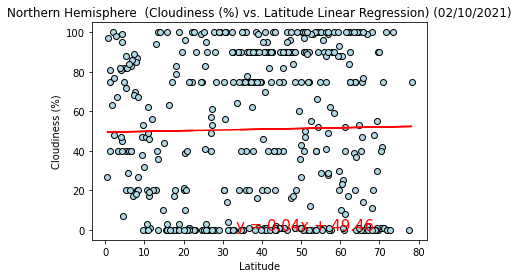 Northern Hemisphere  (Cloudiness (%) vs. Latitude Linear Regression) (02/10/2021)
100
80
60
40
20
0
Cloudiness (%)
y = 0.04x + 49.46
0 10 20 30 40 50 60 70 80
Latitude